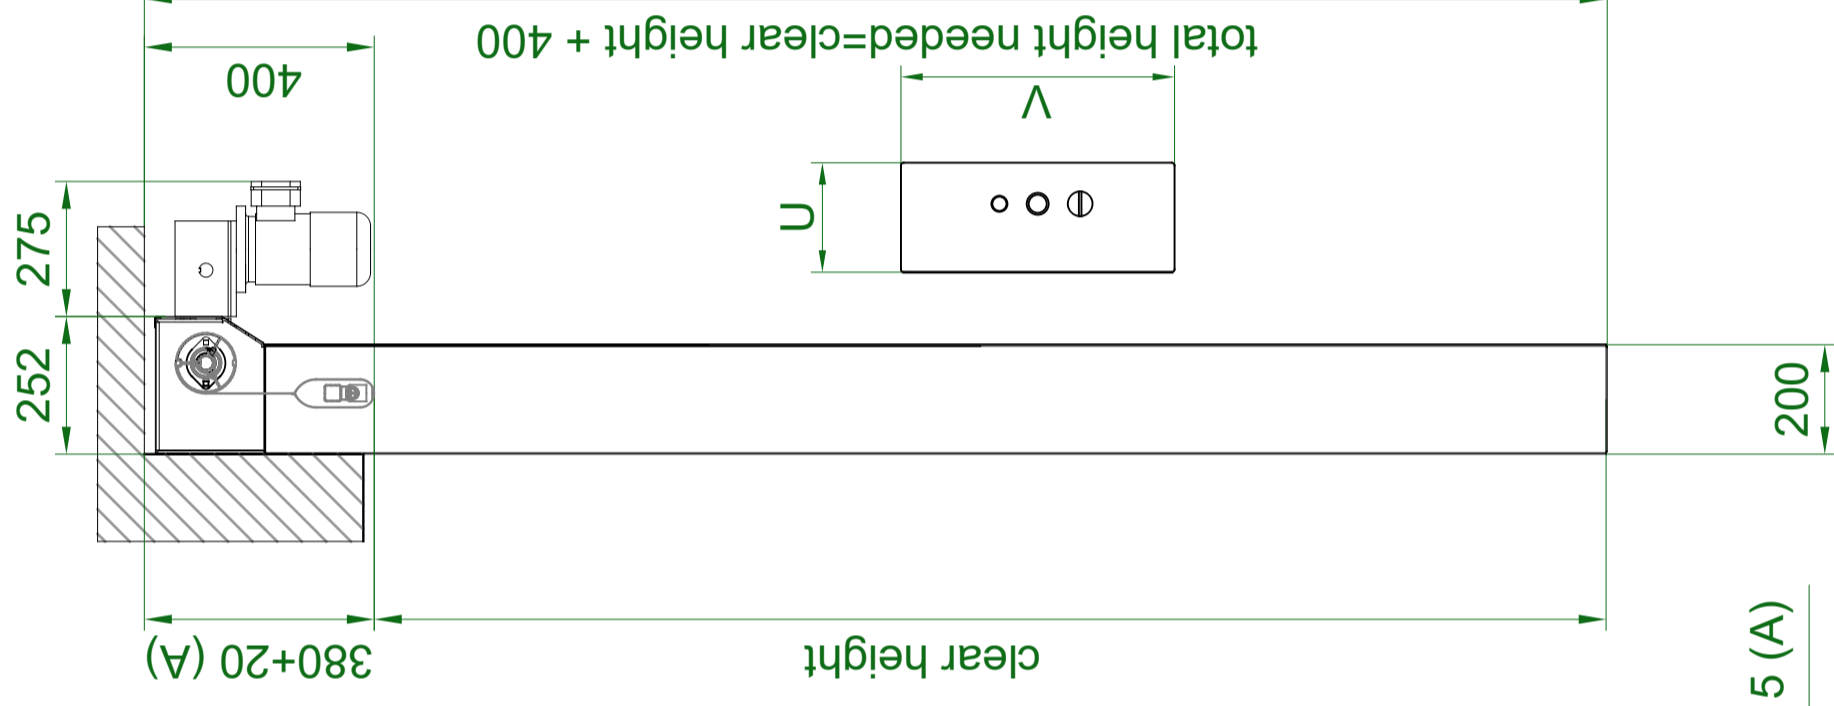 total height needed=clear height + 400
400
V
U
275
252
200
380+20 (A)
clear height
5 (A)